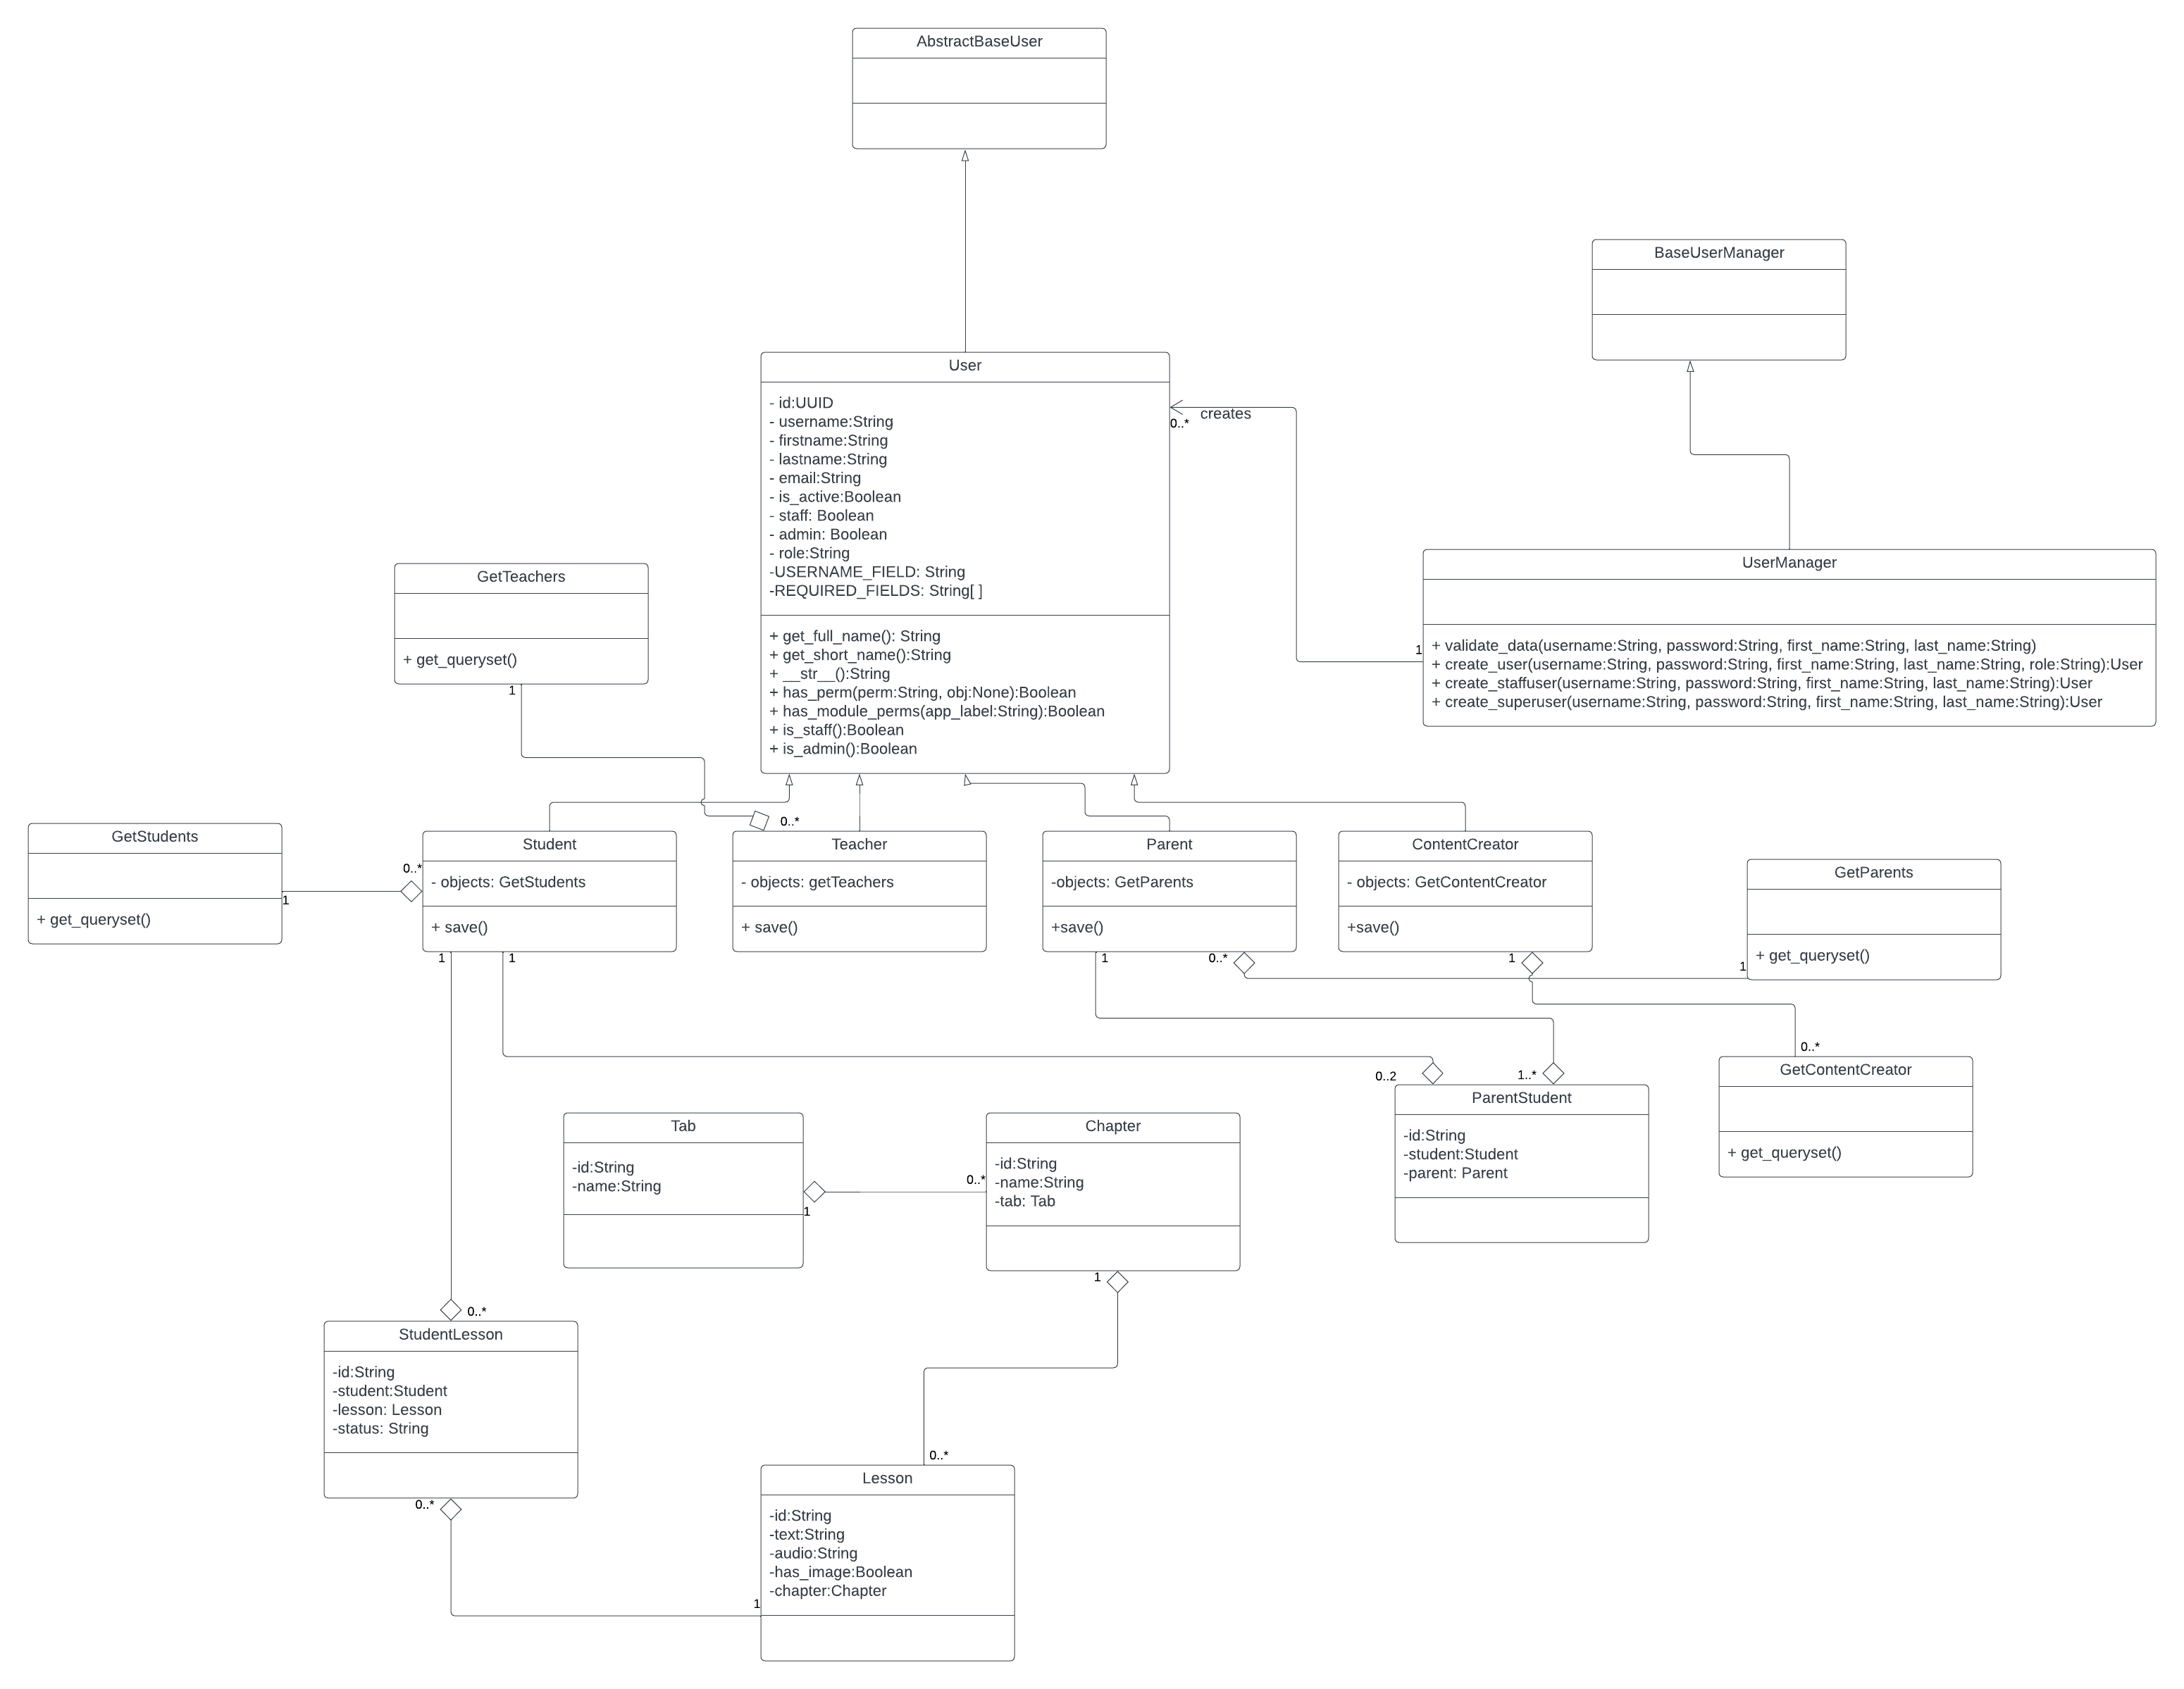 AbstractBaseUser
BaseUserManager
User
- id:UUID
- username:String
- firstname:String
- lastname:String
- email:String
- is_active:Boolean
- staff: Boolean
- admin: Boolean
- role:String
-USERNAME_FIELD: String
-REQUIRED_FIELDS: String[ ]
+ get_full_name(): String
+ get_short_name():String
+ __str__():String
+ has_perm(perm:String, obj:None):Boolean
+ has_module_perms(app_label:String):Boolean
+ is_staff():Boolean
+ is_admin():Boolean
creates
0..*
1
UserManager
+ validate_data(username:String, password:String, first_name:String, last_name:String)
+ create_user(username:String, password:String, first_name:String, last_name:String, role:String):User
+ create_staffuser(username:String, password:String, first_name:String, last_name:String):User
+ create_superuser(username:String, password:String, first_name:String, last_name:String):User
GetTeachers
+ get_queryset()
1
0..*
GetStudents
+ get_queryset()
1
0..*
Student
- objects: GetStudents
+ save()
1
1
Teacher
- objects: getTeachers
+ save()
Parent
-objects: GetParents
+save()
1
0..*
ContentCreator
- objects: GetContentCreator
+save()
1
GetParents
+ get_queryset()
1
0..*
GetContentCreator
+ get_queryset()
0..2
1..*
ParentStudent
-id:String
-student:Student
-parent: Parent
Tab
-id:String
-name:String
1
0..*
Chapter
-id:String
-name:String
-tab: Tab
1
0..*
StudentLesson
-id:String
-student:Student
-lesson: Lesson
-status: String
0..*
0..*
Lesson
-id:String
-text:String
-audio:String
-has_image:Boolean
-chapter:Chapter
1